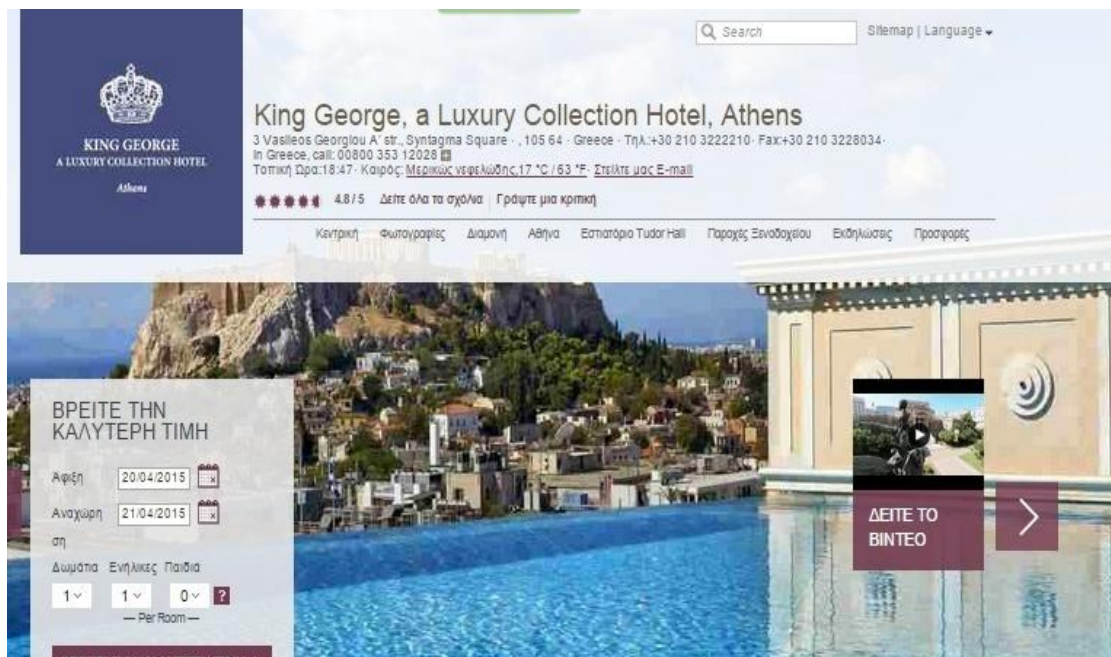 Search
Sitemap | Language
KING GEORGE
A LUXURY COLLECTION HOTEL
Athens
King George, a Luxury Collection Hotel, Athens
3 Vasileos Georgiou A' str., Syntagma Square · , 105 64 · Greece · Τηλ.:+30 210 3222210· Fax:+30 210 3228034·
In Greece, call: 00800 353 12028
Τοπική Ώρα:18:47· Καιρός: Μερικώς νεφελώδης,17 °C / 63 °F· Στείλτε μας E-mail
4.8 / 5 Δείτε όλα τα σχόλια | Γράψτε μια κριτική
Κεντρική Φωτογραφίες Διαμονή Αθήνα Εστιατόριο Tudor Hall Παροχές Ξενοδοχείου Εκδηλώσεις Προσφορές
ΒΡΕΙΤΕ ΤΗΝ
ΚΑΛΥΤΕΡΗ ΤΙΜΗ
Άφιξη 20/04/2015
Αναχώρη 21/04/2015
ση
Δωμάτια Ενήλικες Παιδιά
1 1 0 ?
— Per Room —
ΔΕΙΤΕ ΤΟ
ΒΙΝΤΕΟ